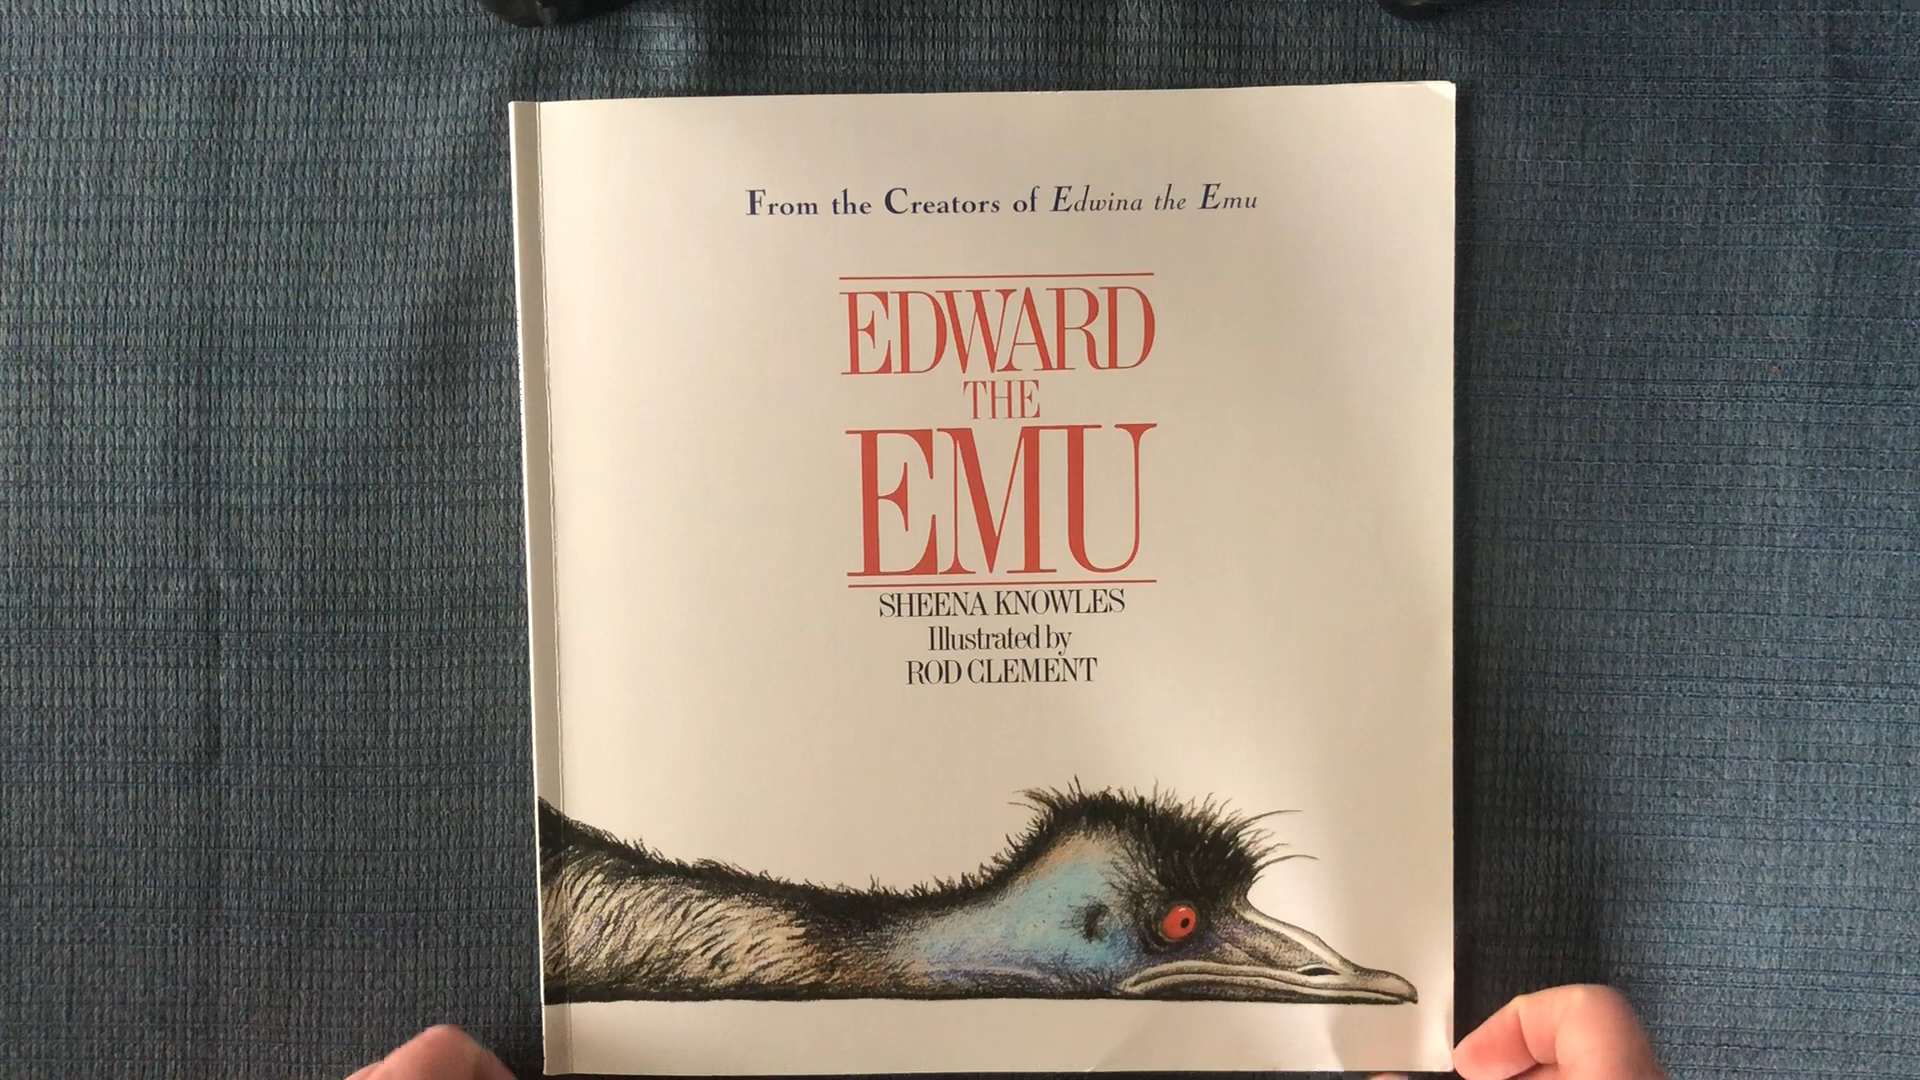 From the Creators of Edwina the Emu
EDWARD
THE
EMU
SHEENA KNOWLES
Illustrated by
ROD CLEMENT